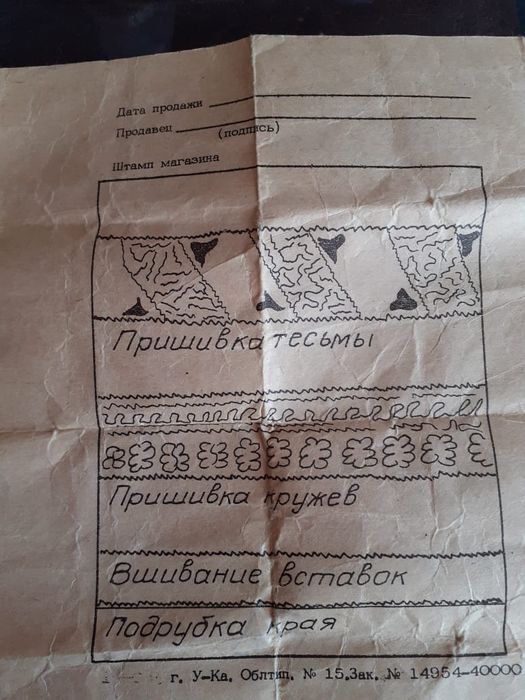 Дата продажи
Продавец
(подпись)
Штамп магазина
Пришивка тесьмы
Пришивка кружев
Вшивание вставок
Подрубка края
г. У-Ка. Облтип. № 15.Зак. № 14954-40000